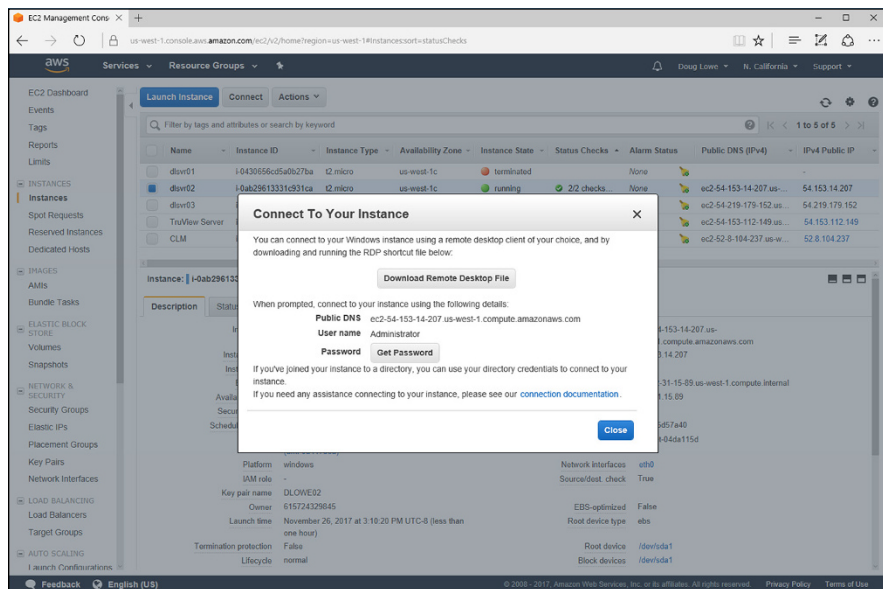 EC2 Management Cons
us-west-1.console.aws.amazon.com/ec2/v2/home?region=us-west-1#Instances:sort=statusChecks
aws
Services
Resource Groups
Doug Lowe
N. California
Support
EC2 Dashboard
Events
Tags
Reports
Limits
INSTANCES
Instances
Spot Requests
Reserved Instances
Dedicated Hosts
IMAGES
AMIs
Bundle Tasks
ELASTIC BLOCK
STORE
Volumes
Snapshots
NETWORK &
SECURITY
Security Groups
Elastic IPs
Placement Groups
Key Pairs
Network Interfaces
LOAD BALANCING
Load Balancers
Target Groups
AUTO SCALING
Launch Configurations
Launch Instance
Connect
Actions
Filter by tags and attributes or search by keyword
1 to 5 of 5
Name Instance ID Instance Type Availability Zone Instance State Status Checks Alarm Status Public DNS (IPv4) IPv4 Public IP
dlsvr01 i-0430656cd5a0b27ba t2.micro us-west-1c terminated None -
dlsvr02 i-0ab29613331c931ca t2.micro us-west-1c running 2/2 checks... None ec2-54-153-14-207.us-... 54.153.14.207
dlsvr03 ec2-54-219-179-152.us... 54.219.179.152
TruView Server ec2-54-153-112-149.us... 54.153.112.149
CLM ec2-52-8-104-237.us-w... 52.8.104.237
Connect To Your Instance
You can connect to your Windows instance using a remote desktop client of your choice, and by
downloading and running the RDP shortcut file below:
Download Remote Desktop File
When prompted, connect to your instance using the following details:
Public DNS ec2-54-153-14-207.us-west-1.compute.amazonaws.com
User name Administrator
Password Get Password
If you've joined your instance to a directory, you can use your directory credentials to connect to your
instance.
If you need any assistance connecting to your instance, please see our connection documentation.
Close
Instance: i-0ab29613
Description
Status
Platform windows
IAM role -
Key pair name DLOWE02
Owner 615724329845
Launch time November 26, 2017 at 3:10:20 PM UTC-8 (less than
one hour)
Termination protection False
Lifecycle normal
Network interfaces eth0
Source/dest. check True
EBS-optimized False
Root device type ebs
Root device /dev/sda1
Block devices /dev/sda1
Feedback
English (US)
© 2008 - 2017, Amazon Web Services, Inc. or its affiliates. All rights reserved.
Privacy Policy
Terms of Use